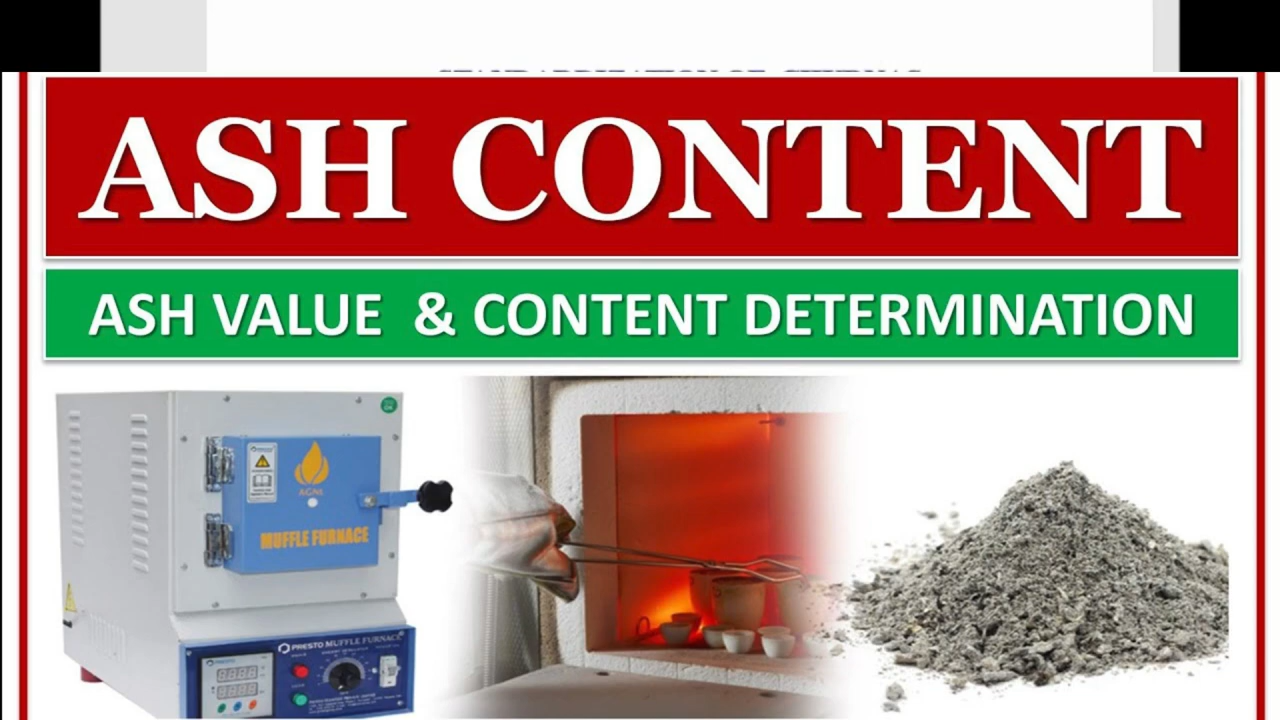 ASH CONTENT
ASH VALUE & CONTENT DETERMINATION
AGNI
MUFFLE FURNACE
PRESTO MUFFLE FURNACE